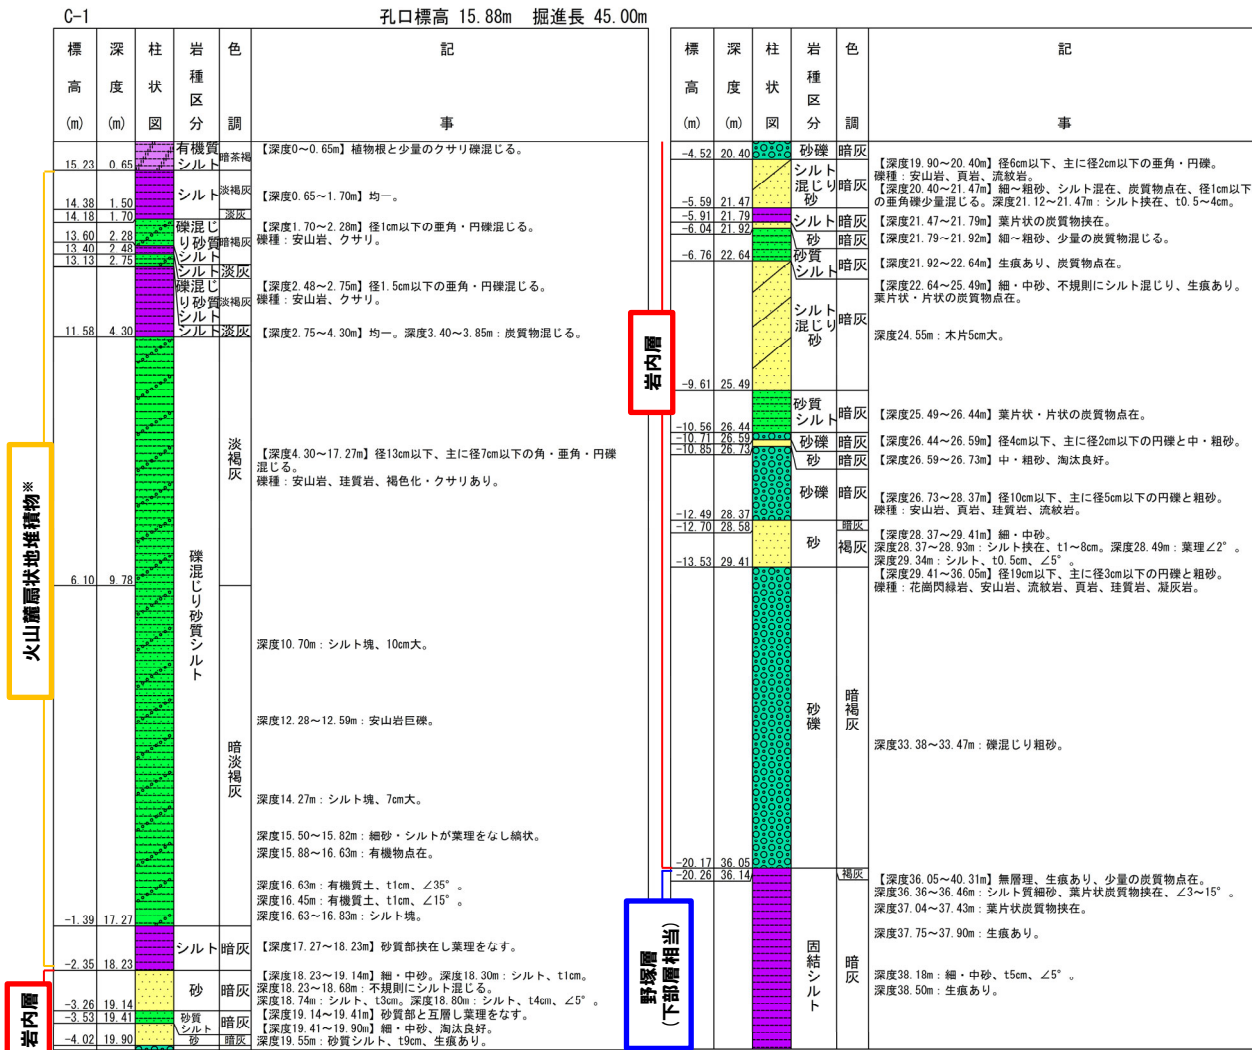 C-1
孔口標高 15.88m 掘進長 45.00m
標高(m) 深度(m) 柱状図 岩種区分 色調 記事
15.23 0.65 有機質シルト 暗茶褐 【深度0~0.65m】植物根と少量のクサリ礫混じる。
14.38 1.50 シルト 淡褐灰 【深度0.65~1.70m】均一。
14.18 1.70 淡灰
13.60 2.28 礫混じり砂質シルト 暗褐灰 【深度1.70~2.28m】径1cm以下の亜角・円礫混じる。
礫種:安山岩、クサリ。
13.40 2.48 シルト 淡灰
13.13 2.75 礫混じり砂質シルト 淡褐灰 【深度2.48~2.75m】径1.5cm以下の亜角・円礫混じる。
礫種:安山岩、クサリ。
11.58 4.30 シルト 淡灰 【深度2.75~4.30m】均一。深度3.40~3.85m:炭質物混じる。
火山麓扇状地堆積物※
礫混じり砂質シルト
淡褐灰
【深度4.30~17.27m】径13cm以下、主に径7cm以下の角・亜角・円礫
混じる。
礫種:安山岩、珪質岩、褐色化・クサリあり。
6.10 9.78
暗淡褐灰
深度10.70m:シルト塊、10cm大。
深度12.28~12.59m:安山岩巨礫。
深度14.27m:シルト塊、7cm大。
深度15.50~15.82m:細砂・シルトが葉理をなし縞状。
深度15.88~16.63m:有機物点在。
深度16.63m:有機質土、t1cm、∠35°。
深度16.45m:有機質土、t1cm、∠15°。
深度16.63~16.83m:シルト塊。
-1.39 17.27
-2.35 18.23 シルト 暗灰 【深度17.27~18.23m】砂質部挟在し葉理をなす。
岩内層
-3.26 19.14 砂 暗灰 【深度18.23~19.14m】細・中砂。深度18.30m:シルト、t1cm。
深度18.23~18.68m:不規則にシルト混じる。
深度18.74m:シルト、t3cm。深度18.80m:シルト、t4cm、∠5°。
-3.53 19.41 砂質シルト 暗灰 【深度19.14~19.41m】砂質部と互層し葉理をなす。
-4.02 19.90 砂 暗灰 【深度19.41~19.90m】細・中砂、淘汰良好。
深度19.55m:砂質シルト、t9cm、生痕あり。
標高(m) 深度(m) 柱状図 岩種区分 色調 記事
-4.52 20.40 砂礫 暗灰 【深度19.90~20.40m】径6cm以下、主に径2cm以下の亜角・円礫。
礫種:安山岩、頁岩、流紋岩。
-5.59 21.47 シルト混じり砂 暗灰 【深度20.40~21.47m】細~粗砂、シルト混在、炭質物点在、径1cm以下
の亜角礫少量混じる。深度21.12~21.47m:シルト挟在、t0.5~4cm。
-5.91 21.79 シルト 暗灰 【深度21.47~21.79m】葉片状の炭質物挟在。
-6.04 21.92 砂 暗灰 【深度21.79~21.92m】細~粗砂、少量の炭質物混じる。
-6.76 22.64 砂質シルト 暗灰 【深度21.92~22.64m】生痕あり、炭質物点在。
シルト混じり砂 暗灰 【深度22.64~25.49m】細・中砂、不規則にシルト混じり、生痕あり。
葉片状・片状の炭質物点在。
深度24.55m:木片5cm大。
岩内層
-9.61 25.49
-10.56 26.44 砂質シルト 暗灰 【深度25.49~26.44m】葉片状・片状の炭質物点在。
-10.71 26.59 砂礫 暗灰 【深度26.44~26.59m】径4cm以下、主に径2cm以下の円礫と中・粗砂。
-10.85 26.73 砂 暗灰 【深度26.59~26.73m】中・粗砂、淘汰良好。
-12.49 28.37 砂礫 暗灰 【深度26.73~28.37m】径10cm以下、主に径5cm以下の円礫と粗砂。
礫種:安山岩、頁岩、珪質岩、流紋岩。
-12.70 28.58 暗灰
-13.53 29.41 砂 褐灰 【深度28.37~29.41m】細・中砂。
深度28.37~28.93m:シルト挟在、t1~8cm。深度28.49m:葉理∠2°。
深度29.34m:シルト、t0.5cm、∠5°。
砂礫 暗褐灰 【深度29.41~36.05m】径19cm以下、主に径3cm以下の円礫と粗砂。
礫種:花崗閃緑岩、安山岩、流紋岩、頁岩、珪質岩、凝灰岩。
深度33.38~33.47m:礫混じり粗砂。
-20.17 36.05
-20.26 36.14 褐灰
野塚層
(下部層相当)
固結シルト 暗灰 【深度36.05~40.31m】無層理、生痕あり、少量の炭質物点在。
深度36.36~36.46m:シルト質細砂、葉片状炭質物挟在、∠3~15°。
深度37.04~37.43m:葉片状炭質物挟在。
深度37.75~37.90m:生痕あり。
深度38.18m:細・中砂、t5cm、∠5°。
深度38.50m:生痕あり。